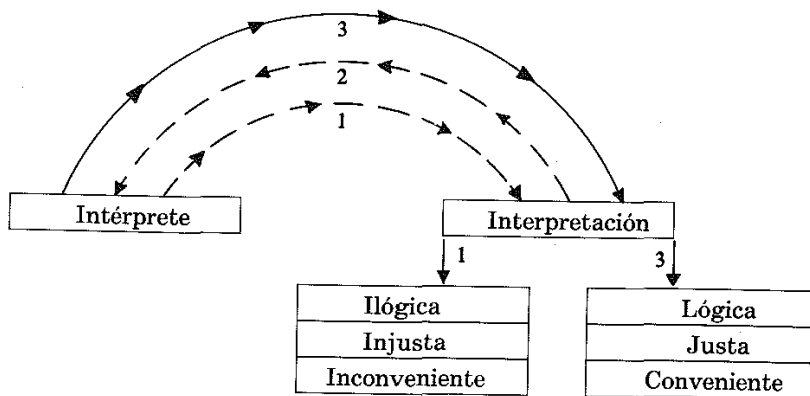 3
2
1
Intérprete
Interpretación
1
3
Ilógica
Injusta
Inconveniente
Lógica
Justa
Conveniente